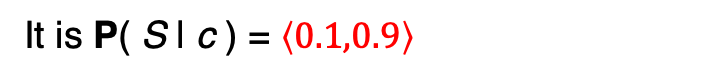 It is P( S | c ) = ⟨0.1,0.9⟩